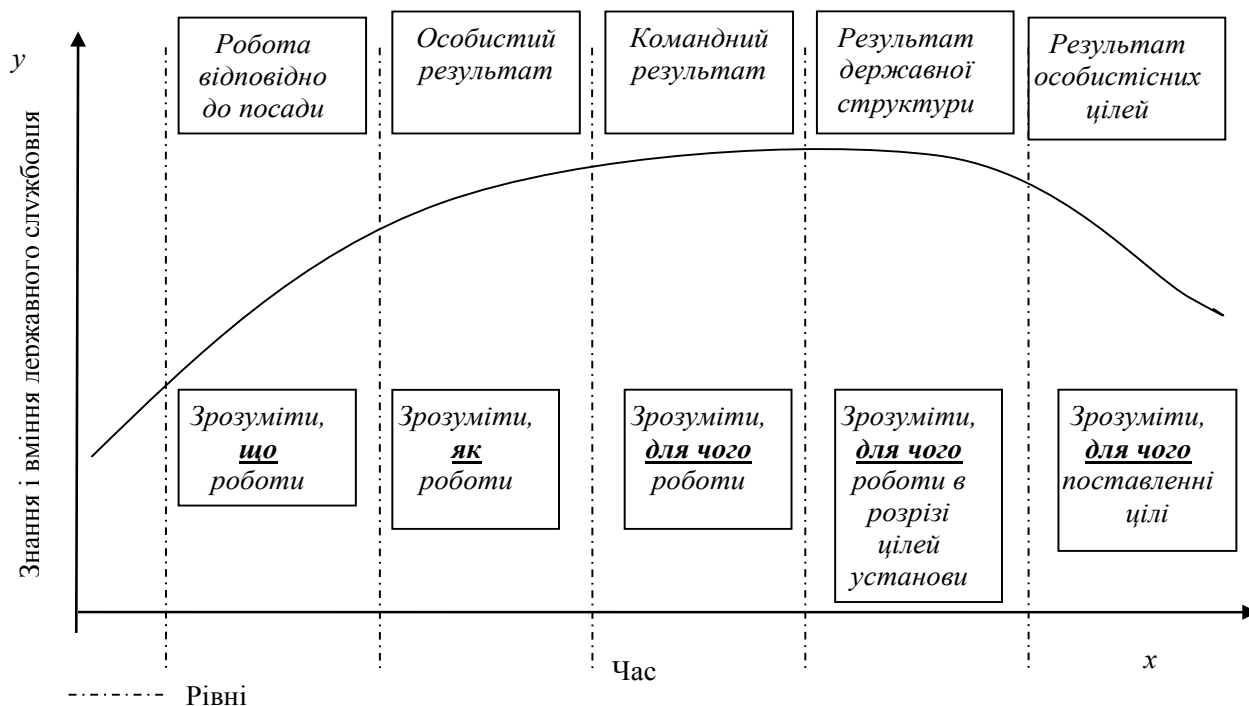 y
Знання і вміння державного службовця
Робота
відповідно
до посади
Особистий
результат
Командний
результат
Результат
державної
структури
Результат
особистісних
цілей
Зрозуміти,
що
роботи
Зрозуміти,
як
роботи
Зрозуміти,
для чого
роботи
Зрозуміти,
для чого
роботи в
розрізі
цілей
установи
Зрозуміти,
для чого
поставленні
цілі
Час
x
Рівні